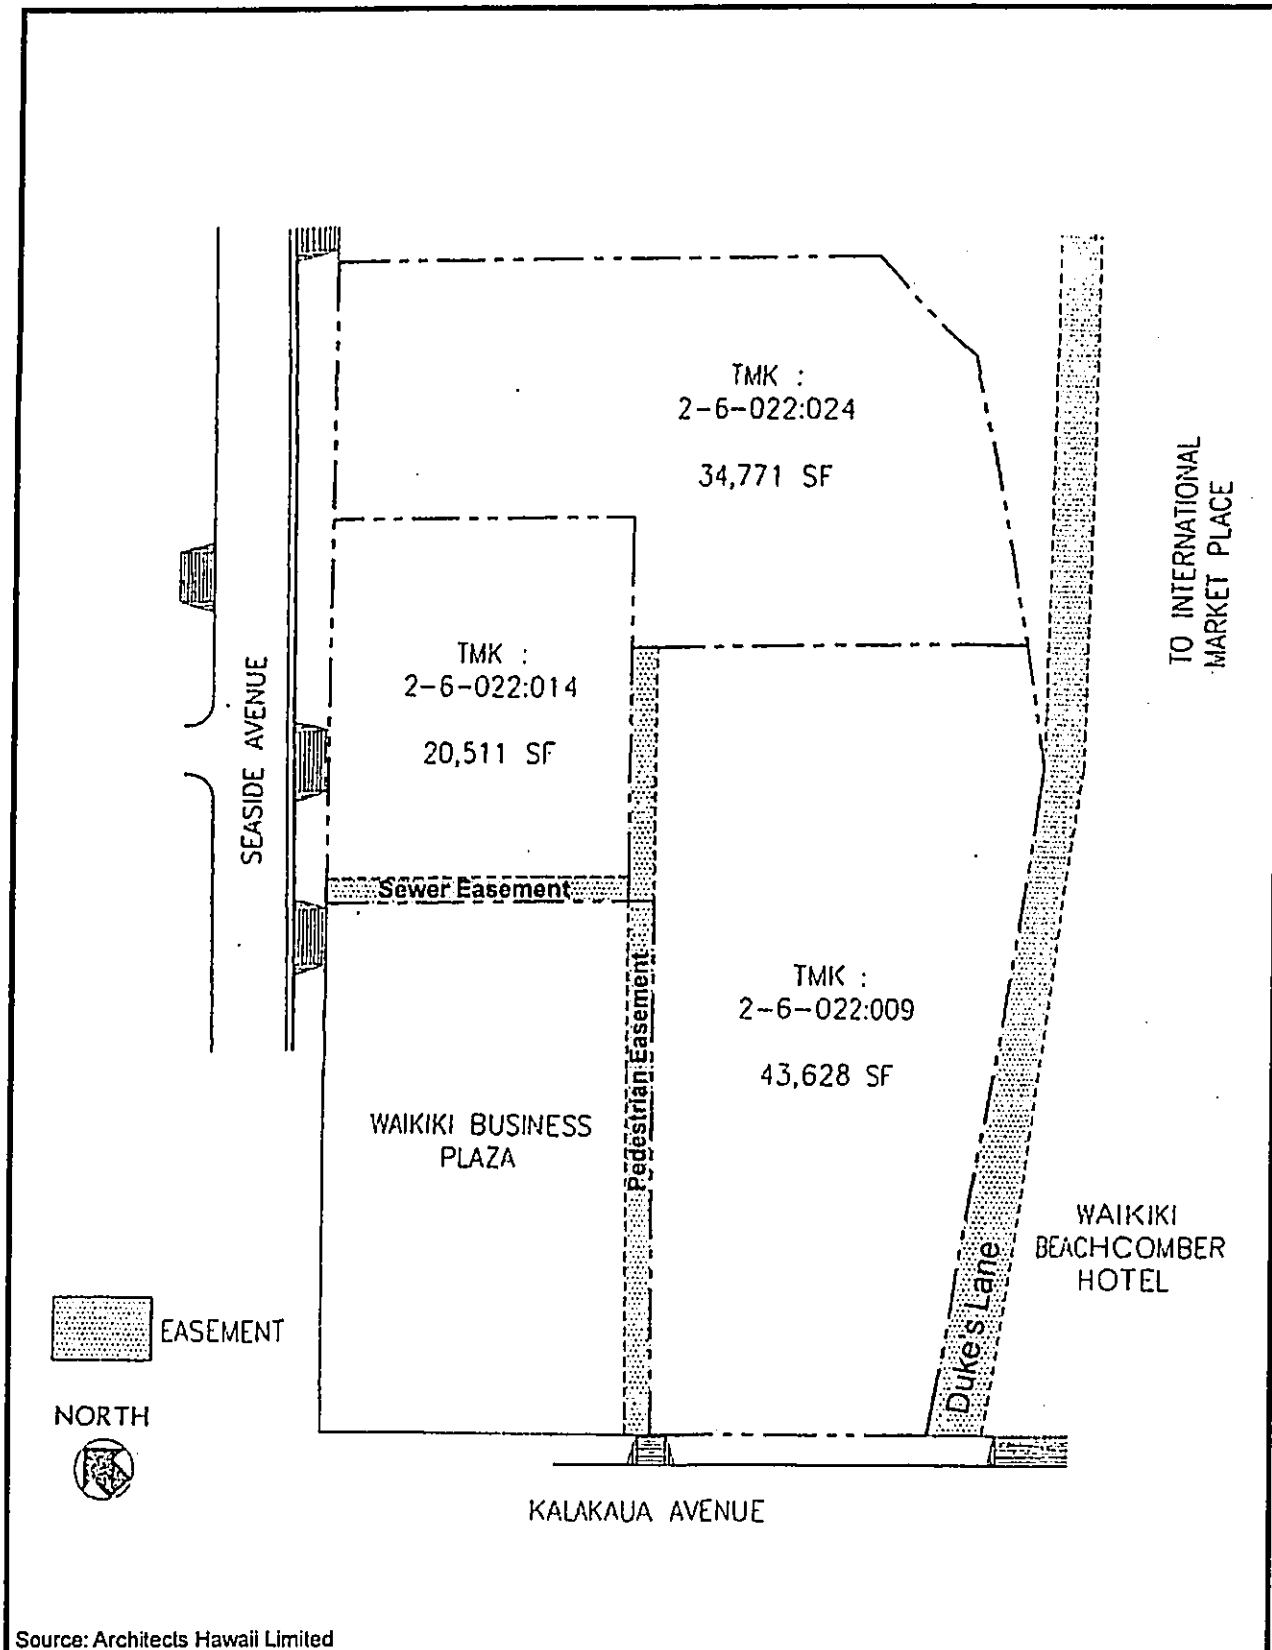 TMK :
2-6-022:024
34,771 SF
TO INTERNATIONAL
MARKET PLACE
TMK :
2-6-022:014
20,511 SF
SEASIDE AVENUE
Sewer Easement
Pedestrian Easement
TMK :
2-6-022:009
43,628 SF
WAIKIKI BUSINESS
PLAZA
WAIKIKI
BEACHCOMBER
HOTEL
Duke's Lane
EASEMENT
NORTH
KALAKAUA AVENUE
Source: Architects Hawaii Limited